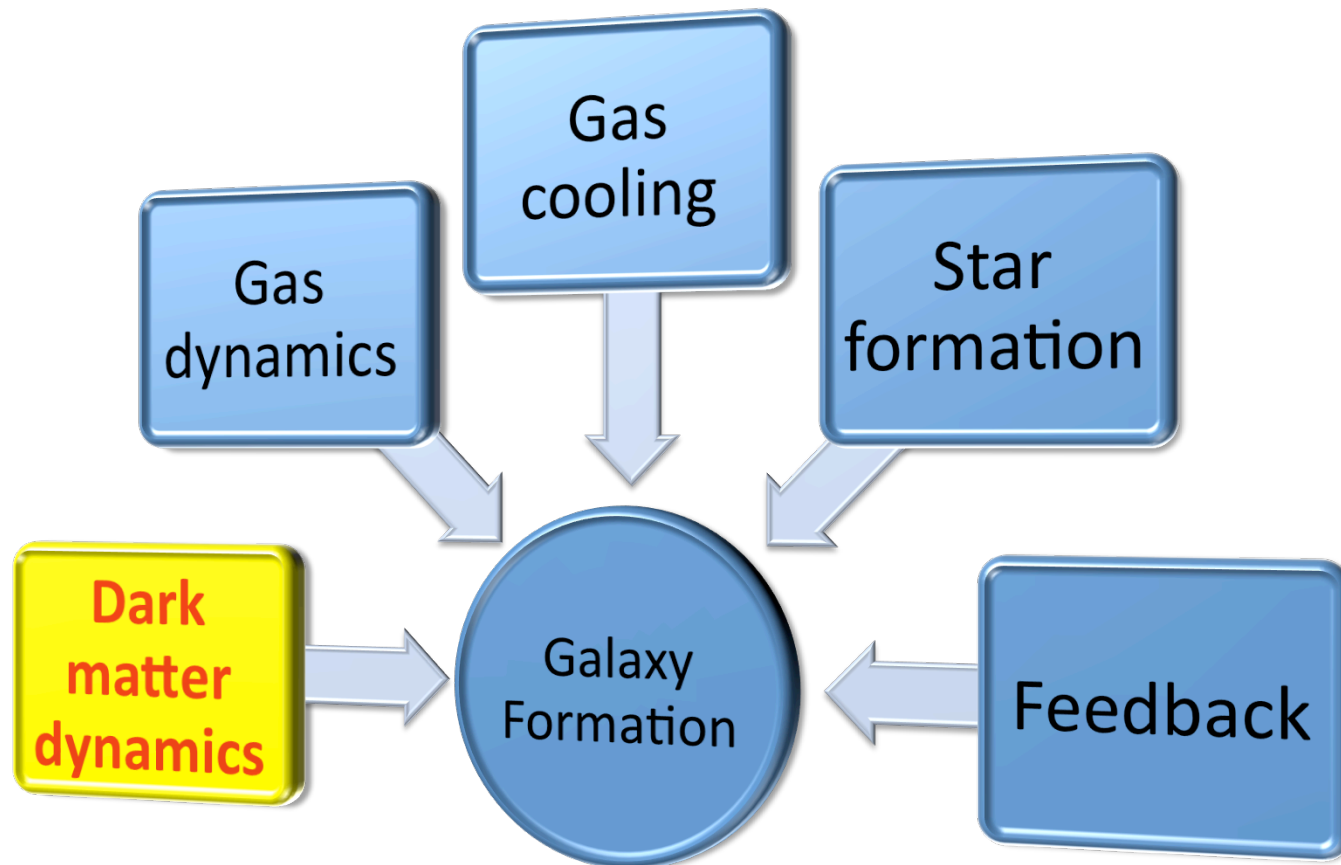 Gas
cooling
Gas
dynamics
Star
formation
Dark
matter
dynamics
Galaxy
Formation
Feedback